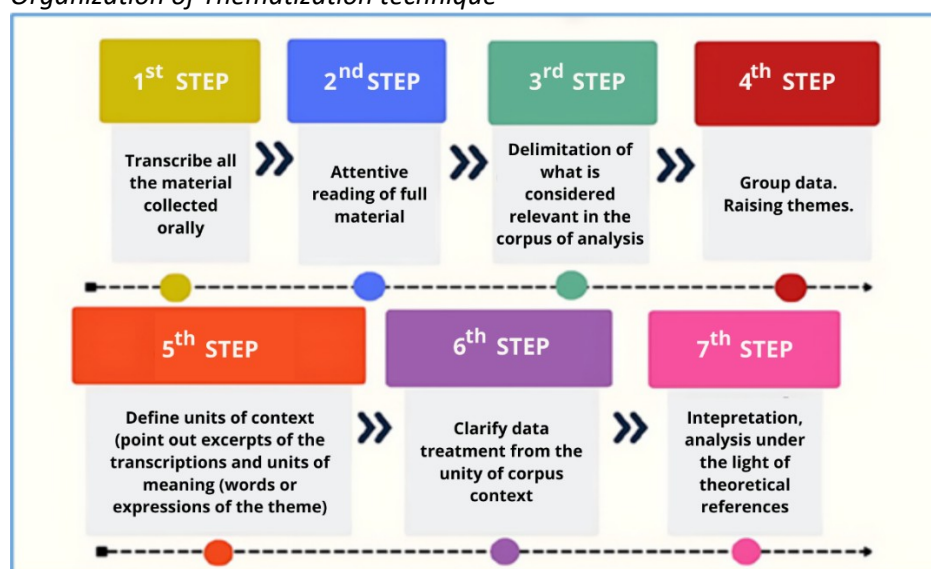 Organization of Thematization technique
1st STEP
2nd STEP
3rd STEP
4th STEP
Transcribe all
the material
collected
orally
Attentive
reading of full
material
Delimitation of
what is
considered
relevant in the
corpus of analysis
Group data.
Raising themes.
5th STEP
6th STEP
7th STEP
Define units of context
(point out excerpts of the
transcriptions and units of
meaning (words or
expressions of the theme)
Clarify data
treatment from the
unity of corpus
context
Intepretation,
analysis under
the light of
theoretical
references